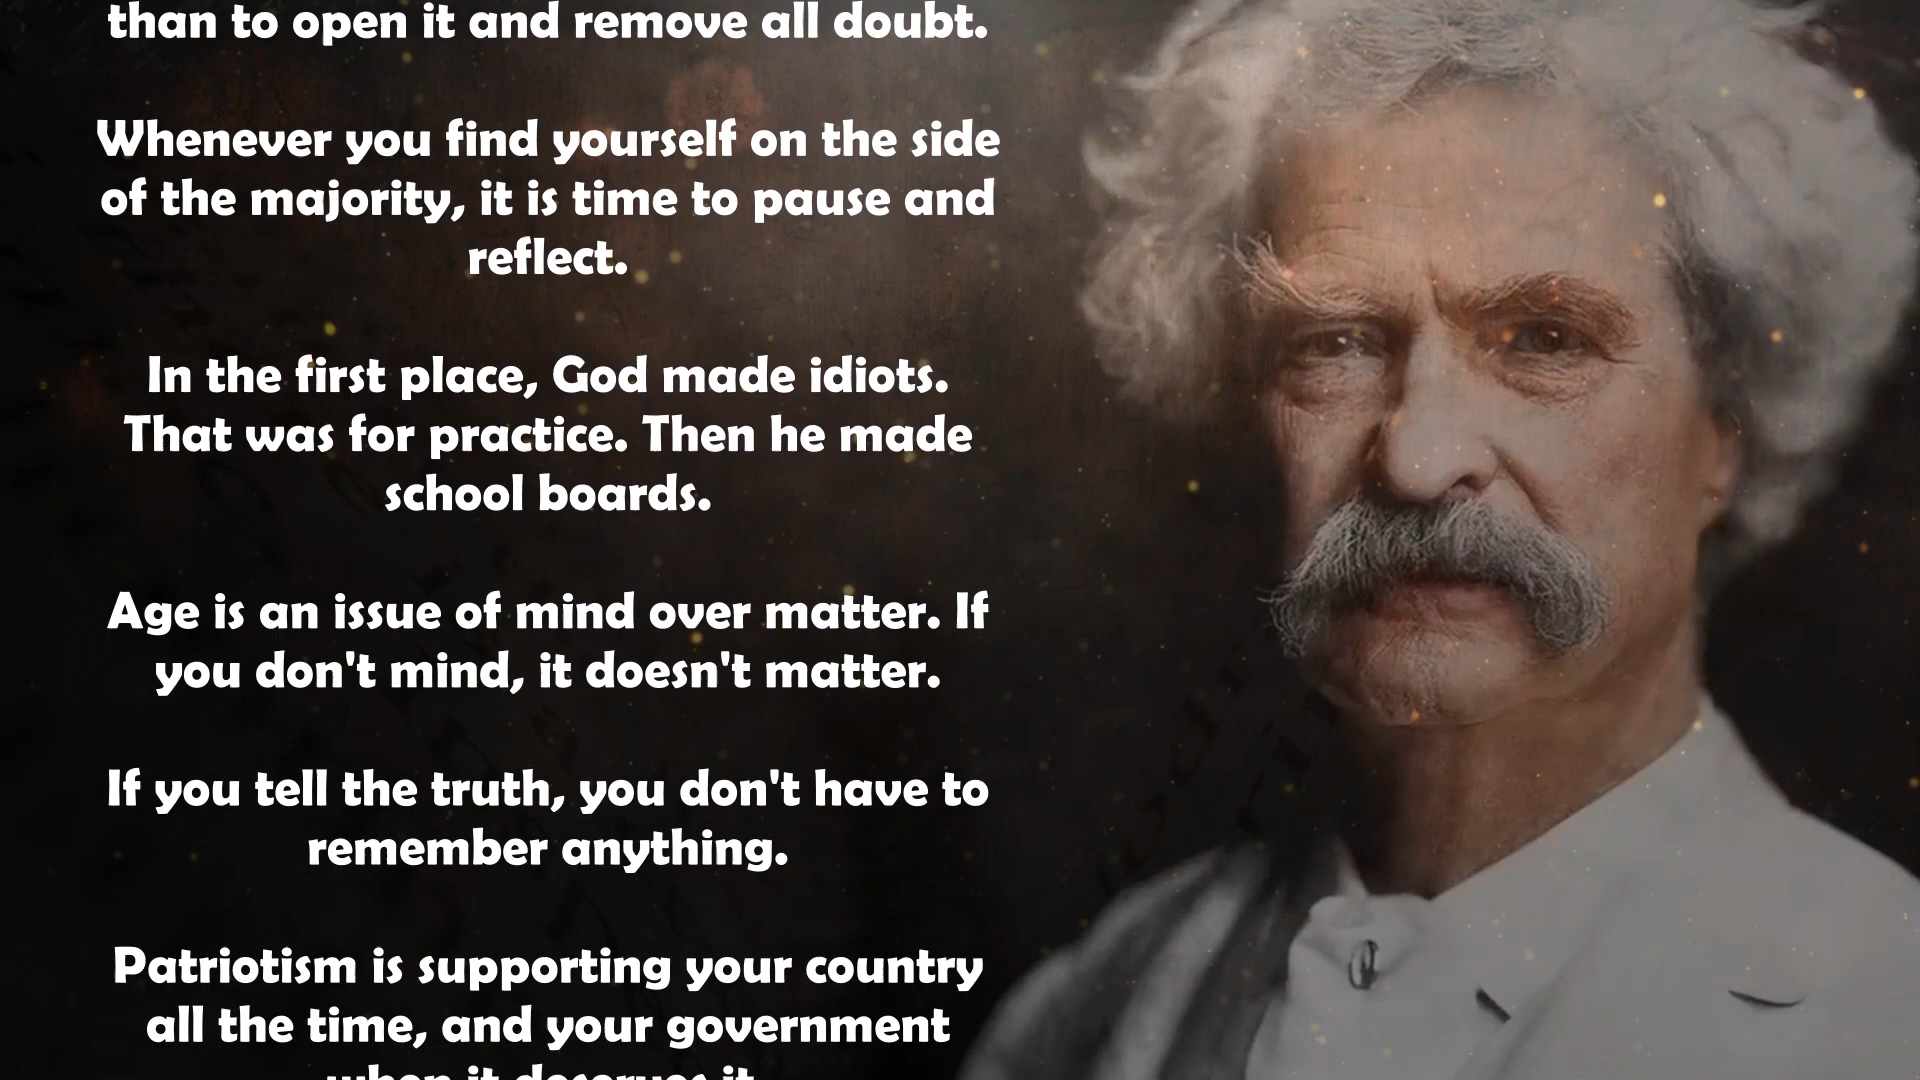 than to open it and remove all doubt.
Whenever you find yourself on the side
of the majority, it is time to pause and
reflect.
In the first place, God made idiots.
That was for practice. Then he made
school boards.
Age is an issue of mind over matter. If
you don't mind, it doesn't matter.
If you tell the truth, you don't have to
remember anything.
Patriotism is supporting your country
all the time, and your government
when it deserves it.